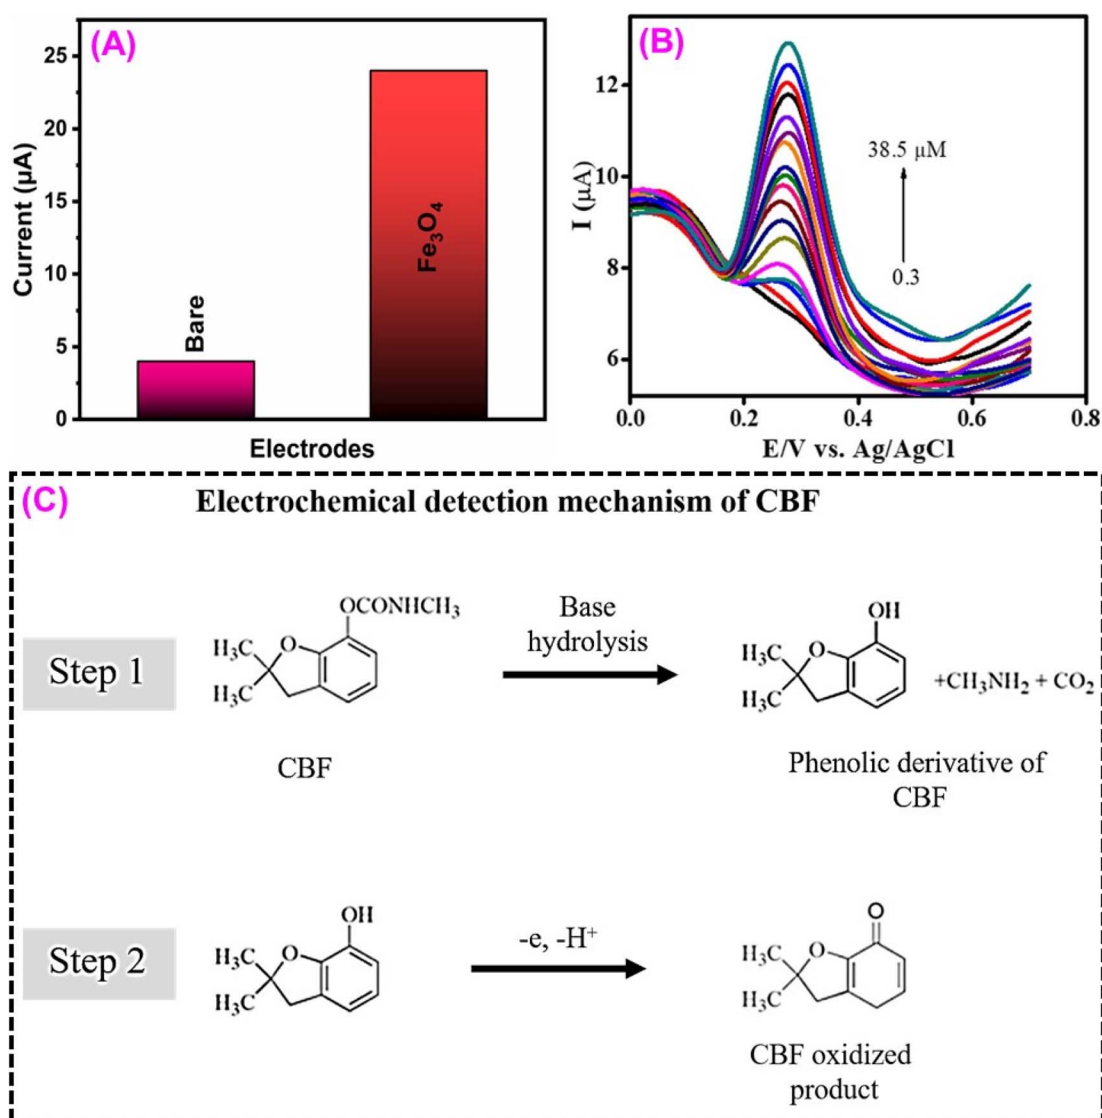 (A)
25
20
15
10
5
0
Current (μA)
Bare
Fe₃O₄
Electrodes
(B)
12
10
8
6
I (μA)
38.5 μM
0.3
0.0
0.2
0.4
0.6
0.8
E/V vs. Ag/AgCl
(C)
Electrochemical detection mechanism of CBF
Step 1
OCONHCH₃
H₃C
O
H₃C
CBF
Base
hydrolysis
OH
H₃C
O
H₃C
+CH₃NH₂ + CO₂
Phenolic derivative of
CBF
Step 2
OH
H₃C
O
H₃C
-e, -H⁺
O
H₃C
O
H₃C
CBF oxidized
product